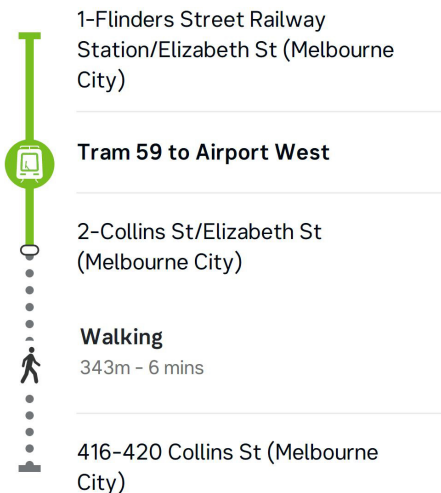 1-Flinders Street Railway
Station/Elizabeth St (Melbourne
City)
Tram 59 to Airport West
2-Collins St/Elizabeth St
(Melbourne City)
Walking
343m - 6 mins
416-420 Collins St (Melbourne
City)